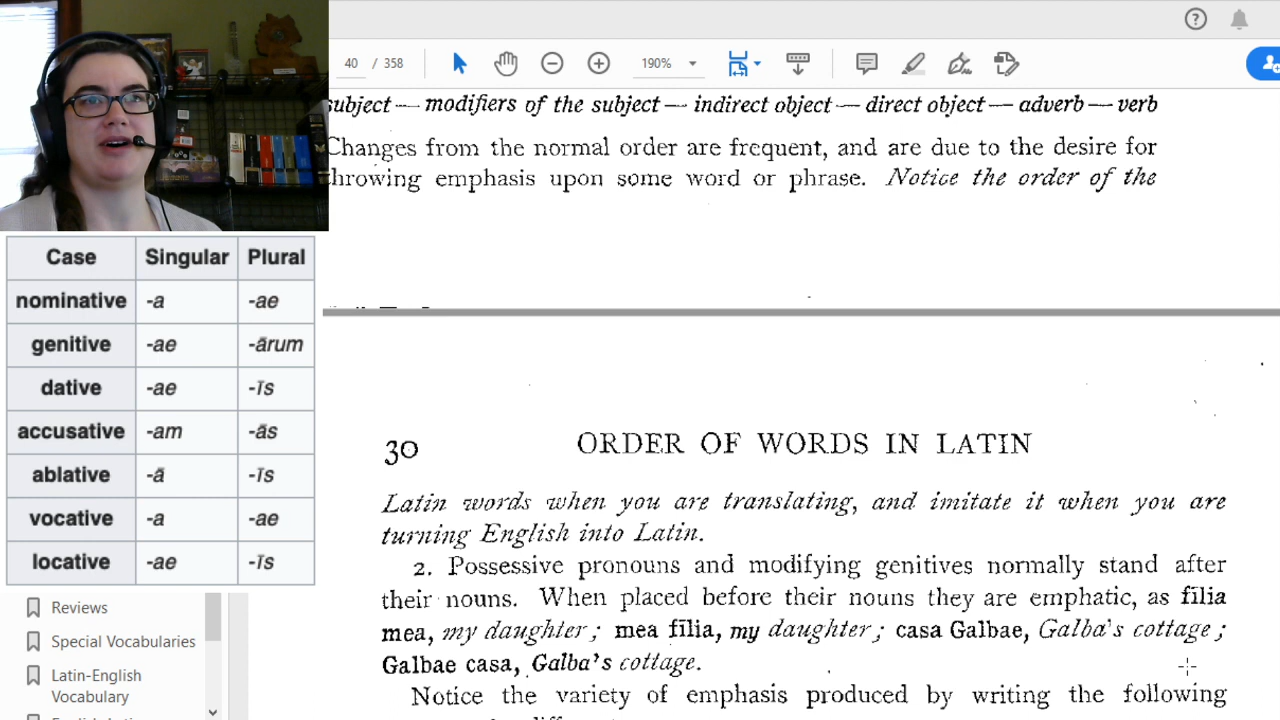 40 / 358
190%
subject — modifiers of the subject — indirect object — direct object — adverb — verb
Changes from the normal order are frequent, and are due to the desire for
throwing emphasis upon some word or phrase. Notice the order of the
Case Singular Plural
nominative -a -ae
genitive -ae -ārum
dative -ae -īs
accusative -am -ās
ablative -ā -īs
vocative -a -ae
locative -ae -īs
Reviews
Special Vocabularies
Latin-English
Vocabulary
30 ORDER OF WORDS IN LATIN
Latin words when you are translating, and imitate it when you are
turning English into Latin.
2. Possessive pronouns and modifying genitives normally stand after
their nouns. When placed before their nouns they are emphatic, as fīlia
mea, my daughter; mea fīlia, my daughter; casa Galbae, Galba's cottage;
Galbae casa, Galba's cottage.
Notice the variety of emphasis produced by writing the following